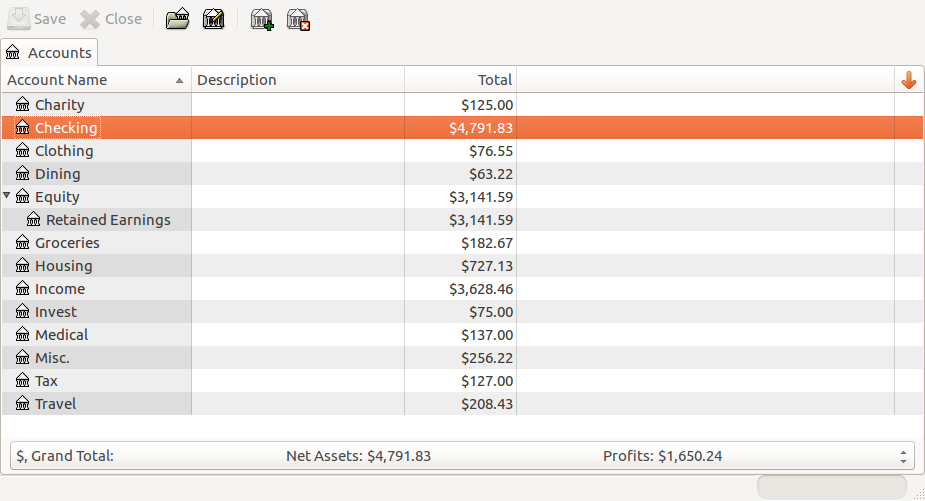 Save Close
Accounts
Account Name Description Total
Charity $125.00
Checking $4,791.83
Clothing $76.55
Dining $63.22
Equity $3,141.59
Retained Earnings $3,141.59
Groceries $182.67
Housing $727.13
Income $3,628.46
Invest $75.00
Medical $137.00
Misc. $256.22
Tax $127.00
Travel $208.43
$, Grand Total: Net Assets: $4,791.83 Profits: $1,650.24